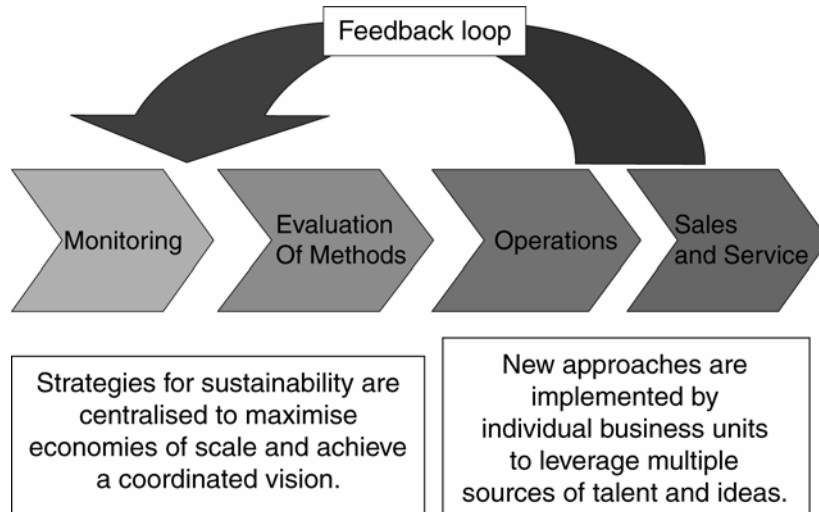 Feedback loop
Monitoring
Evaluation
Of Methods
Operations
Sales
and Service
Strategies for sustainability are
centralised to maximise
economies of scale and achieve
a coordinated vision.
New approaches are
implemented by
individual business units
to leverage multiple
sources of talent and ideas.